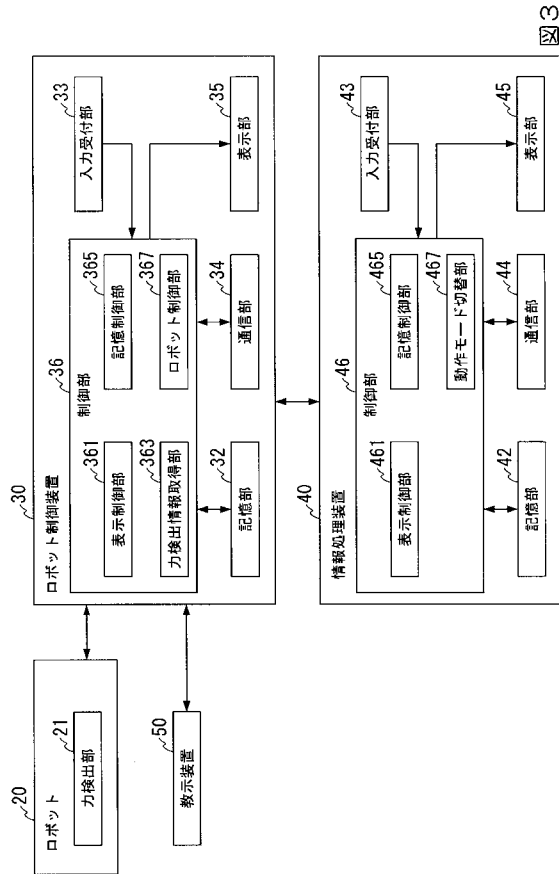 20
ロボット
21
力検出部
50
教示装置
30
ロボット制御装置
36
制御部
361
表示制御部
365
記憶制御部
363
力検出情報取得部
367
ロボット制御部
33
入力受付部
32
記憶部
34
通信部
35
表示部
40
情報処理装置
46
制御部
461
表示制御部
465
記憶制御部
467
動作モード切替部
43
入力受付部
42
記憶部
44
通信部
45
表示部
図3